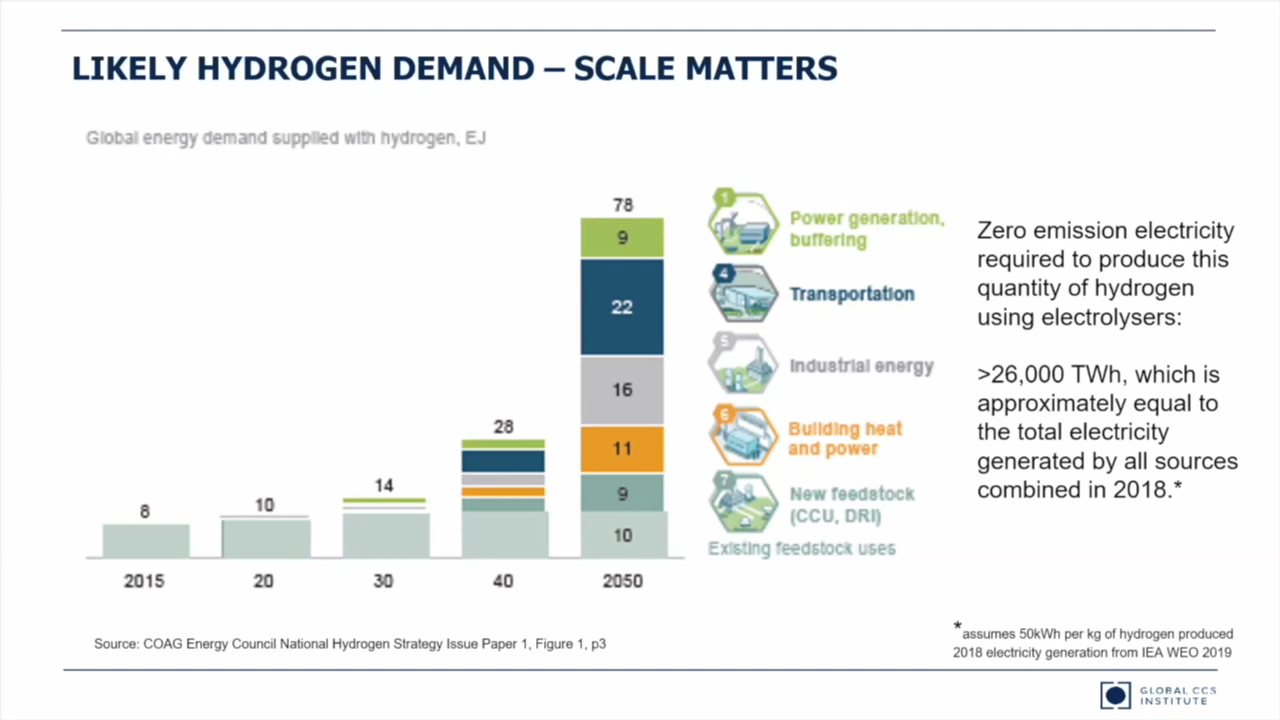 LIKELY HYDROGEN DEMAND – SCALE MATTERS
Global energy demand supplied with hydrogen, EJ
78
9
22
16
11
9
10
28
14
10
8
2015
20
30
40
2050
1
Power generation,
buffering
4
Transportation
5
Industrial energy
6
Building heat
and power
7
New feedstock
(CCU, DRI)
Existing feedstock uses
Zero emission electricity
required to produce this
quantity of hydrogen
using electrolysers:
>26,000 TWh, which is
approximately equal to
the total electricity
generated by all sources
combined in 2018.*
Source: COAG Energy Council National Hydrogen Strategy Issue Paper 1, Figure 1, p3
*assumes 50kWh per kg of hydrogen produced
2018 electricity generation from IEA WEO 2019
GLOBAL CCS
INSTITUTE